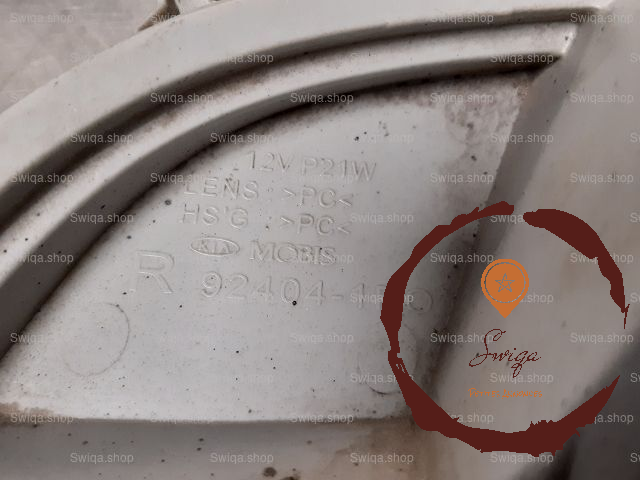 12V P21W
LENS : >PC<
HS'G : >PC<
KIA MOBIS
R 92404-4
Swiqa
Swiqa.shop